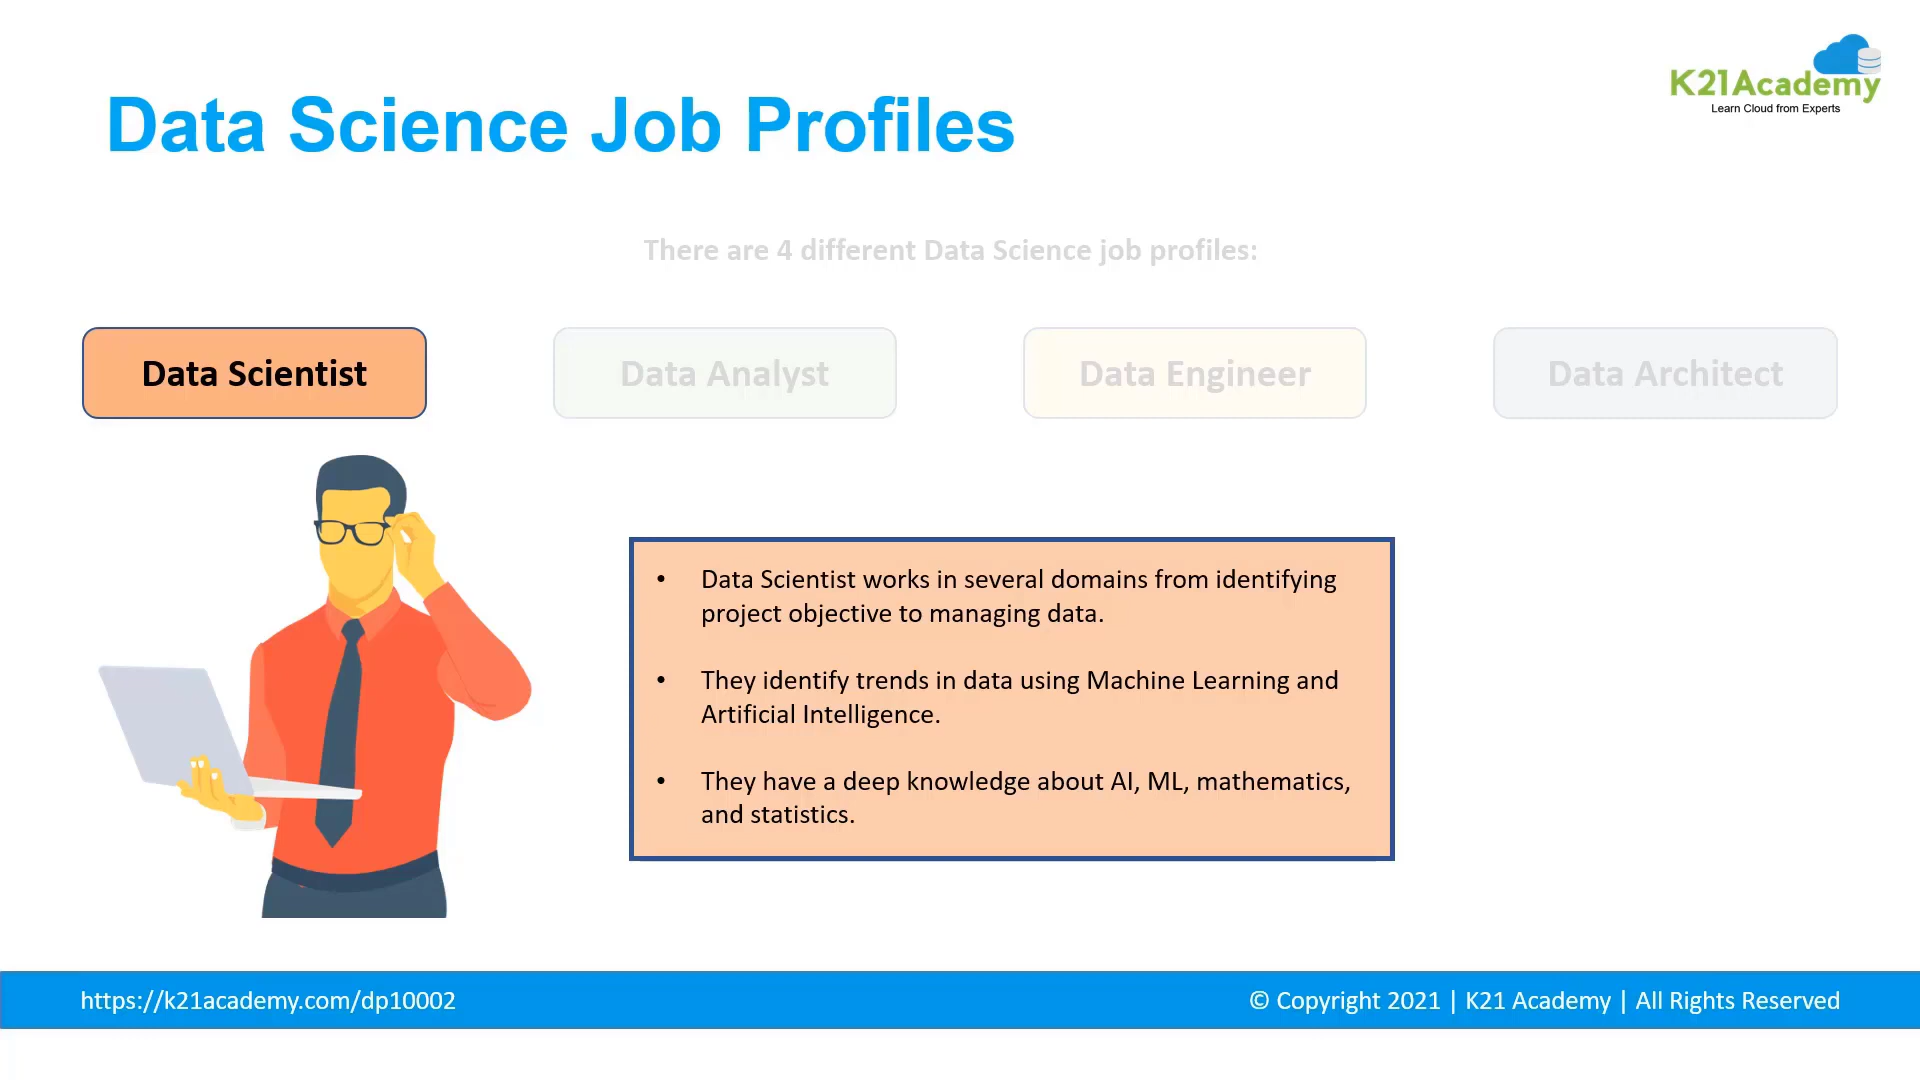 K21Academy
Learn Cloud from Experts
Data Science Job Profiles
There are 4 different Data Science job profiles:
Data Scientist
Data Analyst
Data Engineer
Data Architect
• Data Scientist works in several domains from identifying
project objective to managing data.
• They identify trends in data using Machine Learning and
Artificial Intelligence.
• They have a deep knowledge about AI, ML, mathematics,
and statistics.
https://k21academy.com/dp10002
© Copyright 2021 | K21 Academy | All Rights Reserved